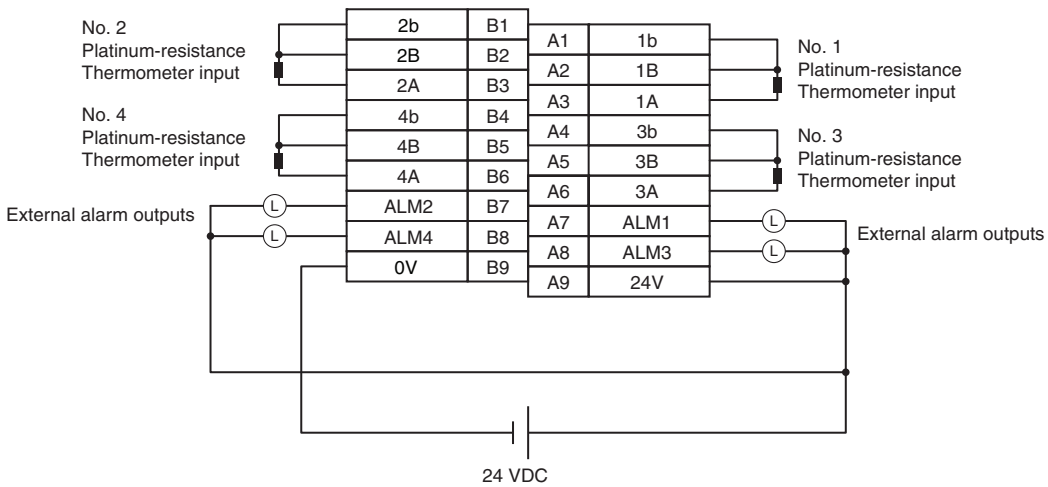 No. 2
Platinum-resistance
Thermometer input
No. 4
Platinum-resistance
Thermometer input
External alarm outputs
L
L
2b B1
2B B2
2A B3
4b B4
4B B5
4A B6
ALM2 B7
ALM4 B8
0V B9
A1 1b
A2 1B
A3 1A
A4 3b
A5 3B
A6 3A
A7 ALM1
A8 ALM3
A9 24V
L
L
No. 1
Platinum-resistance
Thermometer input
No. 3
Platinum-resistance
Thermometer input
External alarm outputs
24 VDC